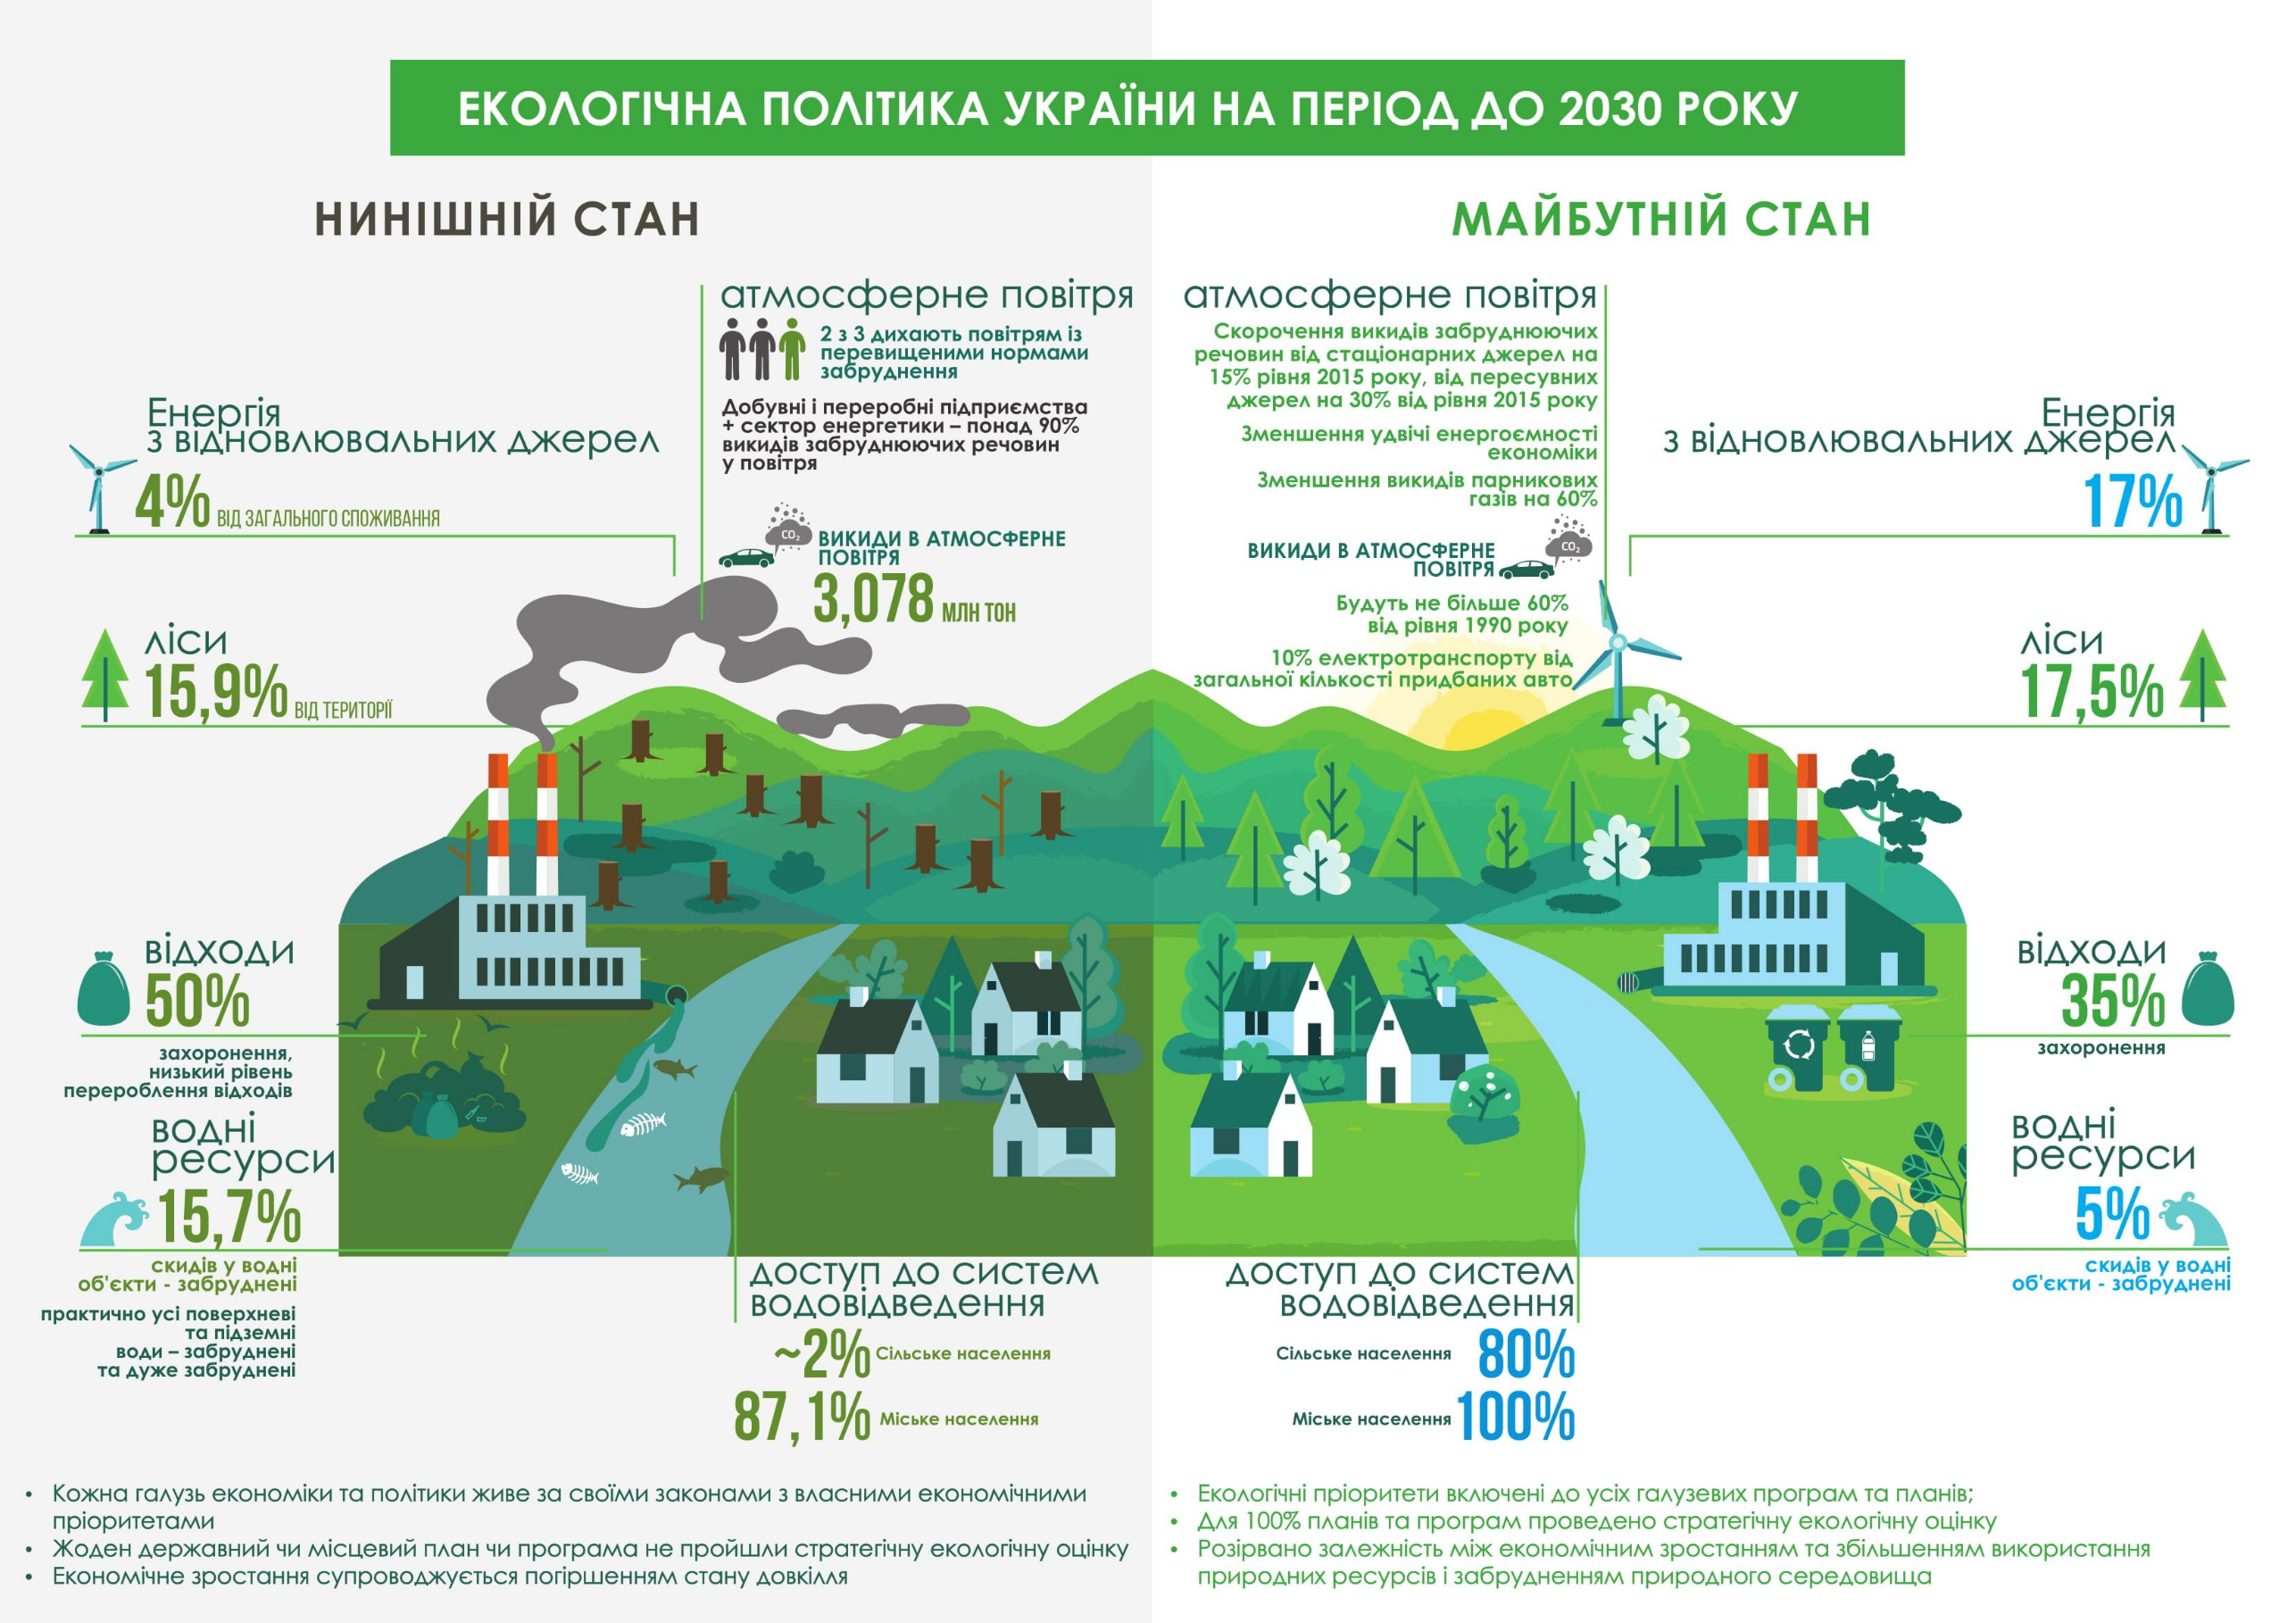 ЕКОЛОГІЧНА ПОЛІТИКА УКРАЇНИ НА ПЕРІОД ДО 2030 РОКУ
НИНІШНІЙ СТАН
атмосферне повітря
2 з 3 дихають повітрям із
перевищеними нормами
забруднення
Добувні і переробні підприємства
+ сектор енергетики – понад 90%
викидів забруднюючих речовин
у повітря
CO₂
ВИКИДИ В АТМОСФЕРНЕ
ПОВІТРЯ
3,078 МЛН ТОН
Енергія
з відновлювальних джерел
4% ВІД ЗАГАЛЬНОГО СПОЖИВАННЯ
ліси
15,9% ВІД ТЕРИТОРІЇ
відходи
50%
захоронення,
низький рівень
перероблення відходів
водні
ресурси
15,7%
скидів у водні
об'єкти - забруднені
практично усі поверхневі
та підземні
води – забруднені
та дуже забруднені
доступ до систем
водовідведення
~2% Сільське населення
87,1% Міське населення
• Кожна галузь економіки та політики живе за своїми законами з власними економічними
пріоритетами
• Жоден державний чи місцевий план чи програма не пройшли стратегічну екологічну оцінку
• Економічне зростання супроводжується погіршенням стану довкілля
МАЙБУТНІЙ СТАН
атмосферне повітря
Скорочення викидів забруднюючих
речовин від стаціонарних джерел на
15% рівня 2015 року, від пересувних
джерел на 30% від рівня 2015 року
Зменшення удвічі енергоємності
економіки
Зменшення викидів парникових
газів на 60%
CO₂
ВИКИДИ В АТМОСФЕРНЕ
ПОВІТРЯ
Будуть не більше 60%
від рівня 1990 року
10% електротранспорту від
загальної кількості придбаних авто
Енергія
з відновлювальних джерел
17%
ліси
17,5%
відходи
35%
захоронення
водні
ресурси
5%
скидів у водні
об'єкти - забруднені
доступ до систем
водовідведення
Сільське населення 80%
Міське населення 100%
• Екологічні пріоритети включені до усіх галузевих програм та планів;
• Для 100% планів та програм проведено стратегічну екологічну оцінку
• Розірвано залежність між економічним зростанням та збільшенням використання
природних ресурсів і забрудненням природного середовища